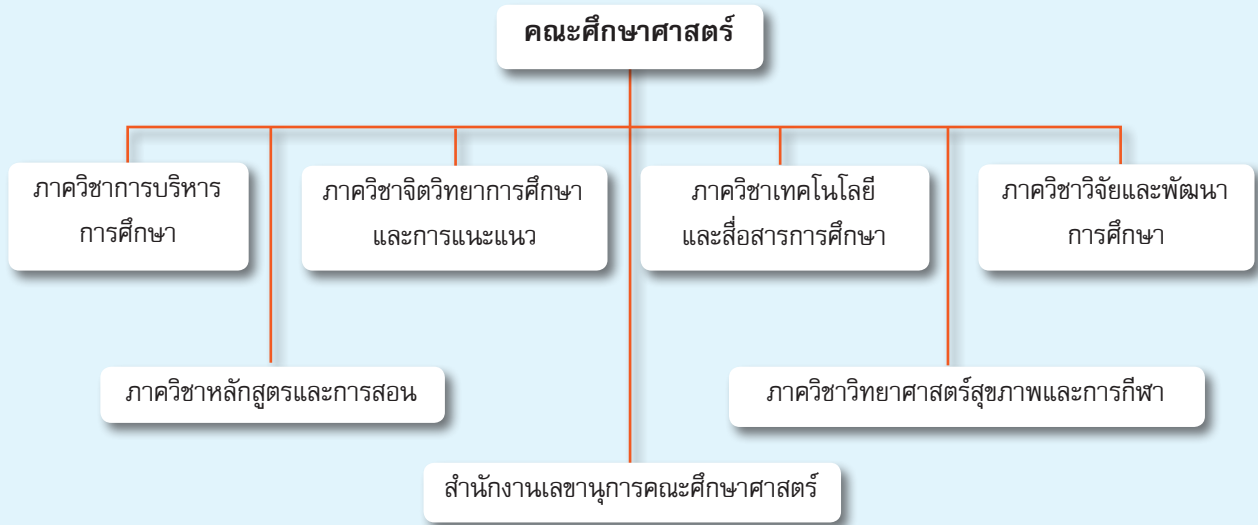 คณะศึกษาศาสตร์
ภาควิชาการบริหาร
การศึกษา
ภาควิชาจิตวิทยาการศึกษา
และการแนะแนว
ภาควิชาเทคโนโลยี
และสื่อสารการศึกษา
ภาควิชาวิจัยและพัฒนา
การศึกษา
ภาควิชาหลักสูตรและการสอน
ภาควิชาวิทยาศาสตร์สุขภาพและการกีฬา
สำนักงานเลขานุการคณะศึกษาศาสตร์